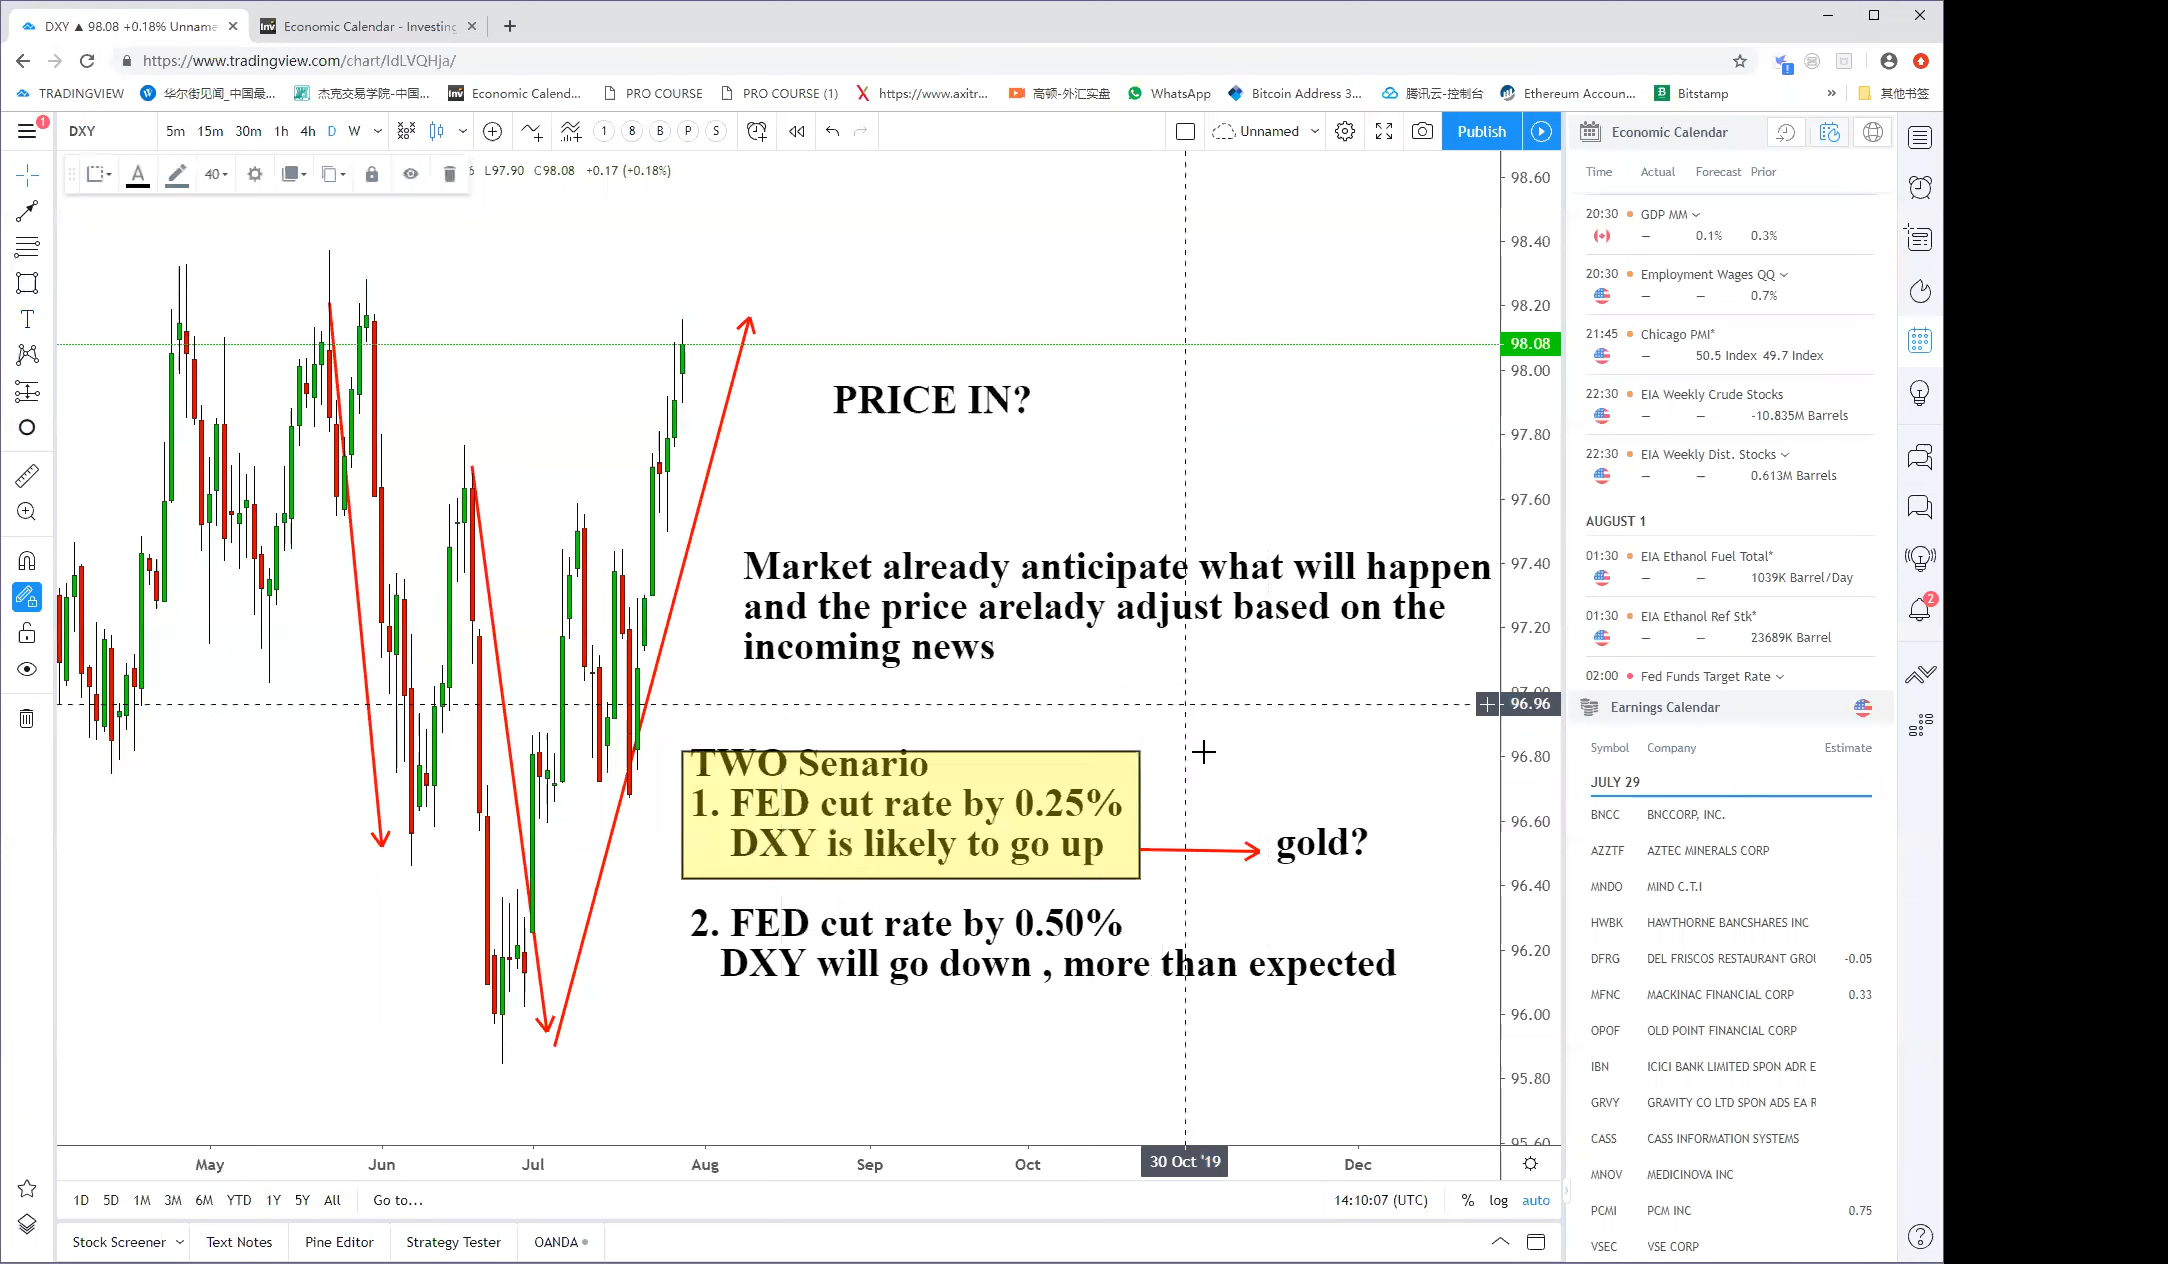 DXY ▲ 98.08 +0.18% Unname
Economic Calendar - Investing
https://www.tradingview.com/chart/IdLVQHja/
TRADINGVIEW
华尔街见闻_中国最...
杰克交易学院-中国...
Economic Calend...
PRO COURSE
PRO COURSE (1)
https://www.axitr...
高顿-外汇实盘
WhatsApp
Bitcoin Address 3...
腾讯云-控制台
Ethereum Accoun...
Bitstamp
»
其他书签
1
DXY
5m 15m 30m 1h 4h D W
1 8 B P S
Unnamed
Publish
40
6 L97.90 C98.08 +0.17 (+0.18%)
98.60
98.40
98.20
98.08
98.00
97.80
97.60
97.40
97.20
97.00
96.96
96.80
96.60
96.40
96.20
96.00
95.80
95.60
PRICE IN?
Market already anticipate what will happen
and the price arelady adjust based on the
incoming news
TWO Senario
1. FED cut rate by 0.25%
DXY is likely to go up
gold?
2. FED cut rate by 0.50%
DXY will go down , more than expected
May Jun Jul Aug Sep Oct 30 Oct '19 Dec
1D 5D 1M 3M 6M YTD 1Y 5Y All Go to...
14:10:07 (UTC) % log auto
Stock Screener Text Notes Pine Editor Strategy Tester OANDA
Economic Calendar
Time Actual Forecast Prior
20:30 GDP MM
— 0.1% 0.3%
20:30 Employment Wages QQ
— — 0.7%
21:45 Chicago PMI*
— 50.5 Index 49.7 Index
22:30 EIA Weekly Crude Stocks
— — -10.835M Barrels
22:30 EIA Weekly Dist. Stocks
— — 0.613M Barrels
AUGUST 1
01:30 EIA Ethanol Fuel Total*
— — 1039K Barrel/Day
01:30 EIA Ethanol Ref Stk*
— — 23689K Barrel
02:00 Fed Funds Target Rate
Earnings Calendar
Symbol Company Estimate
JULY 29
BNCC BNCCORP, INC.
AZZTF AZTEC MINERALS CORP
MNDO MIND C.T.I
HWBK HAWTHORNE BANCSHARES INC
DFRG DEL FRISCOS RESTAURANT GROU -0.05
MFNC MACKINAC FINANCIAL CORP 0.33
OPOF OLD POINT FINANCIAL CORP
IBN ICICI BANK LIMITED SPON ADR E
GRVY GRAVITY CO LTD SPON ADS EA R
CASS CASS INFORMATION SYSTEMS
MNOV MEDICINOVA INC
PCMI PCM INC 0.75
VSEC VSE CORP
2